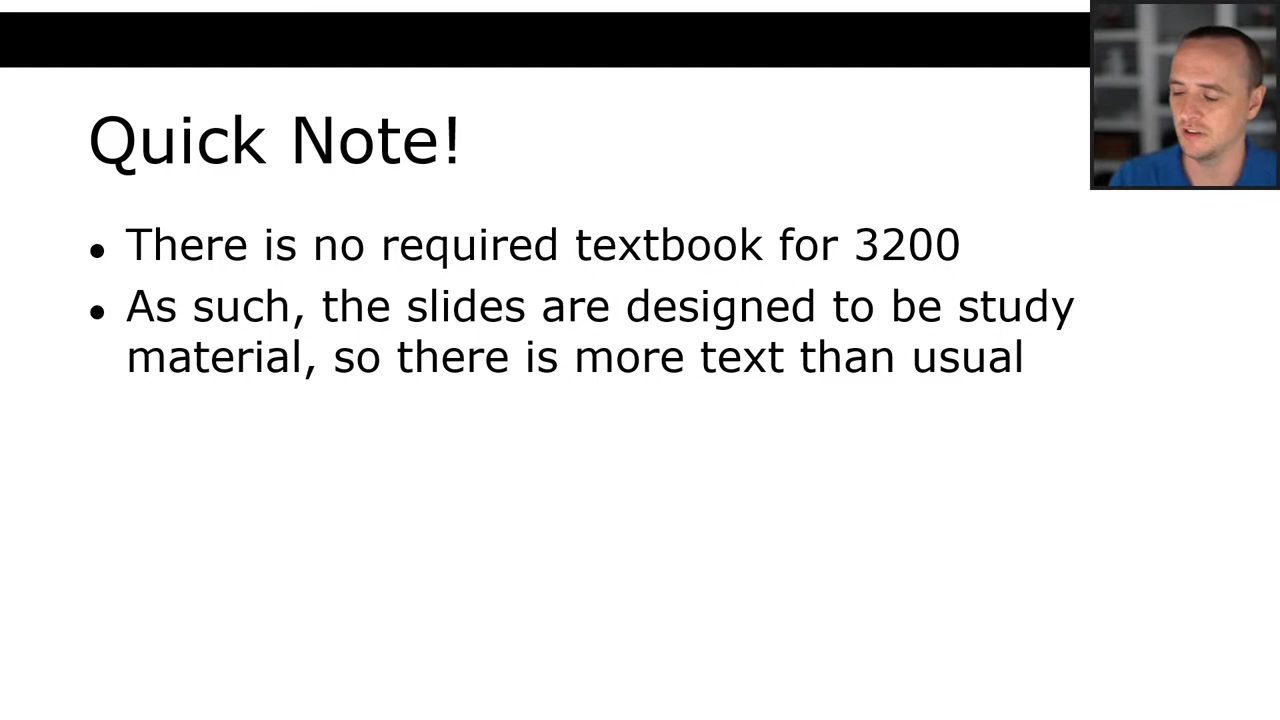 Quick Note!
There is no required textbook for 3200
As such, the slides are designed to be study
material, so there is more text than usual